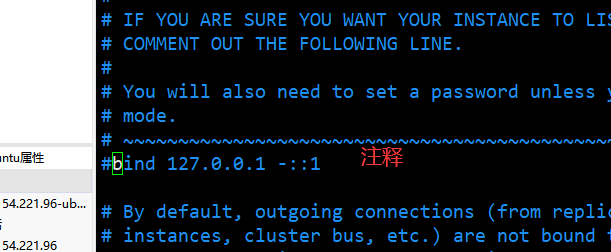 # IF YOU ARE SURE YOU WANT YOUR INSTANCE TO
# COMMENT OUT THE FOLLOWING LINE.
#
# You will also need to set a password unless
# mode.
# ~~~~~~~~~~~~~~~~~~~~~~~~~~~~~~~~~~~~~~~~~~~~~
#bind 127.0.0.1 -::1
注释
# By default, outgoing connections (from
# instances, cluster bus, etc.) are not bound
ntu属性
54.221.96-ub...
54.221.96